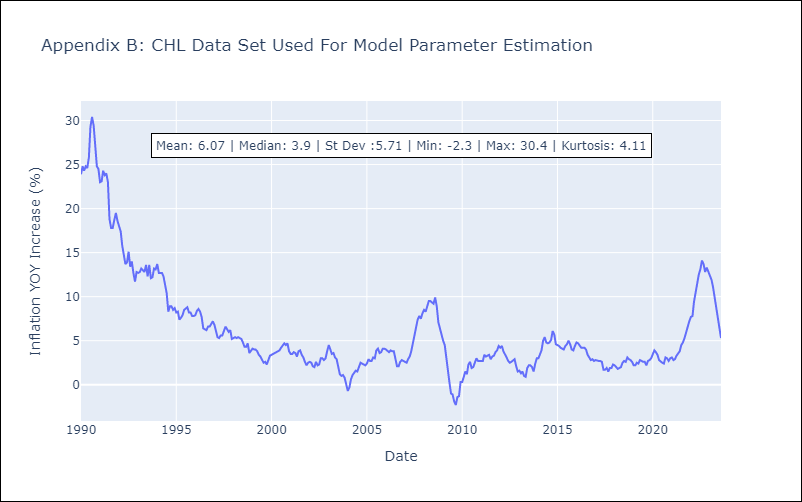 Appendix B: CHL Data Set Used For Model Parameter Estimation
Mean: 6.07 | Median: 3.9 | St Dev :5.71 | Min: -2.3 | Max: 30.4 | Kurtosis: 4.11
Inflation YOY Increase (%)
30
25
20
15
10
5
0
1990 1995 2000 2005 2010 2015 2020
Date